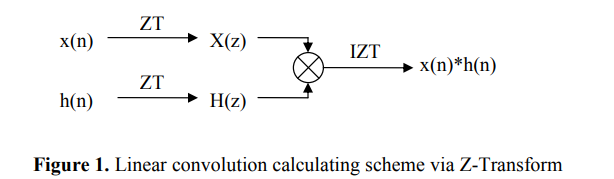 ZT
x(n) X(z)
IZT
x(n)*h(n)
ZT
h(n) H(z)
Figure 1. Linear convolution calculating scheme via Z-Transform